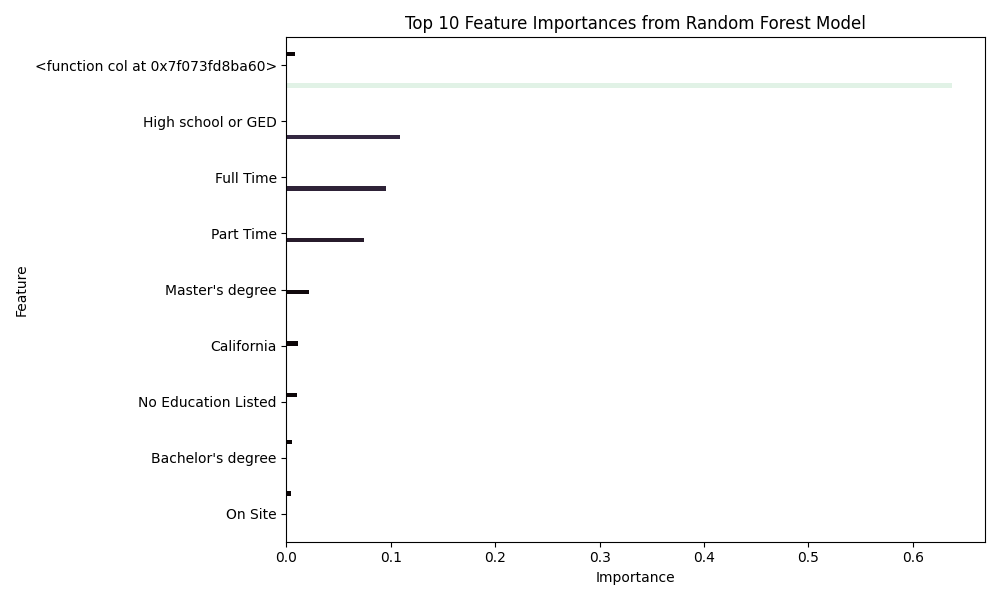 Top 10 Feature Importances from Random Forest Model
<function col at 0x7f073fd8ba60>
High school or GED
Full Time
Part Time
Master's degree
California
No Education Listed
Bachelor's degree
On Site
Feature
0.0 0.1 0.2 0.3 0.4 0.5 0.6
Importance